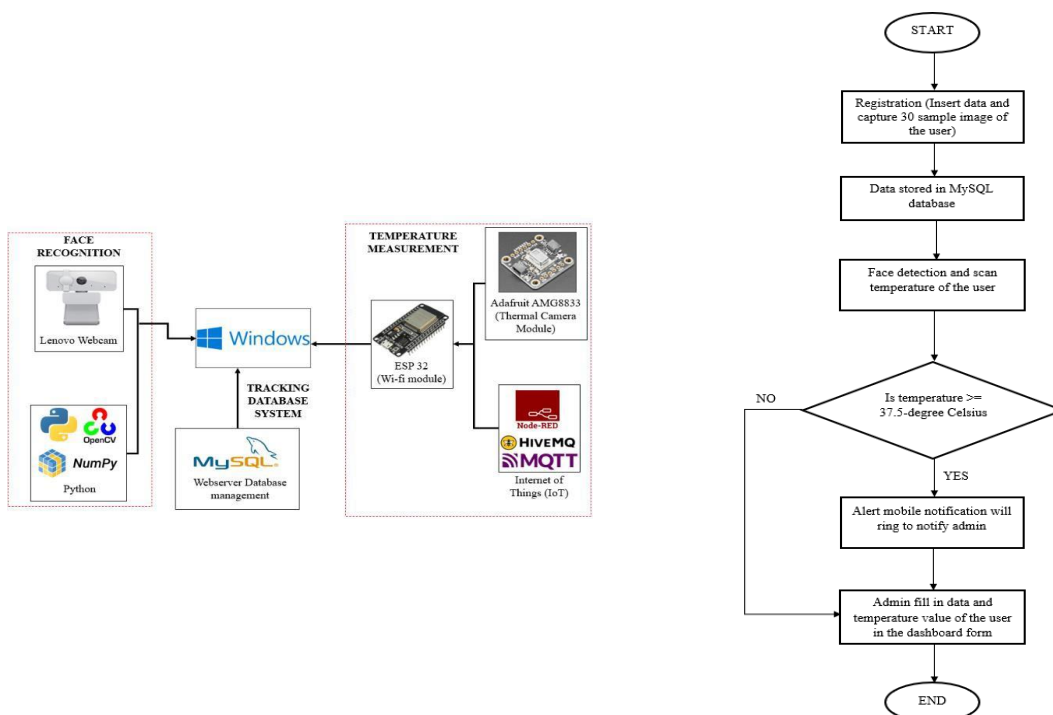 FACE
RECOGNITION
Lenovo Webcam
OpenCV
NumPy
Python
Windows
TRACKING
DATABASE
SYSTEM
MySQL®
Webserver Database
management
TEMPERATURE
MEASUREMENT
ESP 32
(Wi-fi module)
Adafruit AMG8833
(Thermal Camera
Module)
Node-RED
HIVEMQ
MQTT
Internet of
Things (IoT)
START
Registration (Insert data and
capture 30 sample image of
the user)
Data stored in MySQL
database
Face detection and scan
temperature of the user
Is temperature >=
37.5-degree Celsius
NO
YES
Alert mobile notification will
ring to notify admin
Admin fill in data and
temperature value of the user
in the dashboard form
END